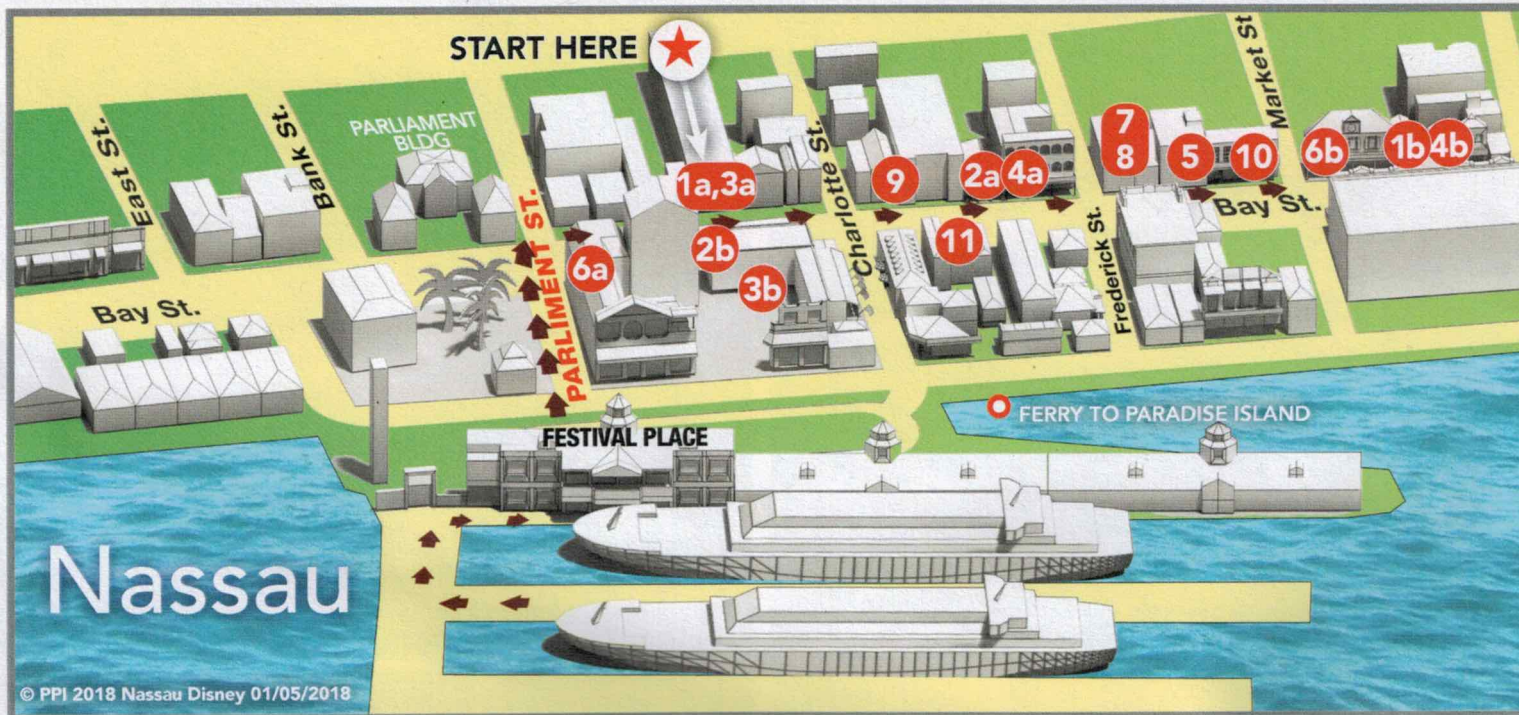 START HERE
Market St
PARLIAMENT
BLDG
East St.
Bank St.
PARLIMENT ST.
Charlotte St.
Frederick St.
Bay St.
Bay St.
1a,3a
9
2a
4a
7
8
5
10
6b
1b
4b
6a
2b
3b
11
FERRY TO PARADISE ISLAND
FESTIVAL PLACE
Nassau
© PPI 2018 Nassau Disney 01/05/2018